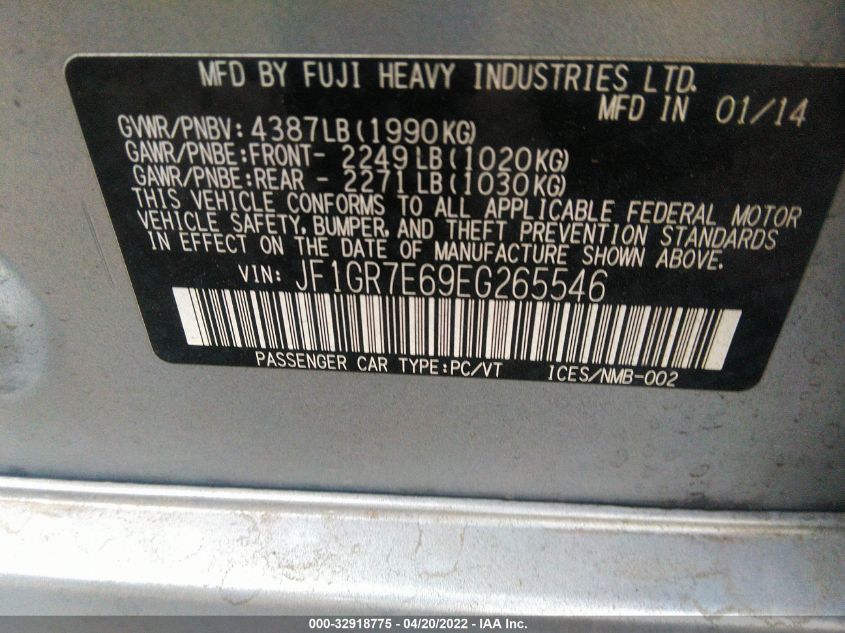 MFD BY FUJI HEAVY INDUSTRIES LTD.
MFD IN 01/14
GVWR/PNBV: 4387LB(1990KG)
GAWR/PNBE:FRONT- 2249LB(1020KG)
GAWR/PNBE:REAR - 2271LB(1030KG)
THIS VEHICLE CONFORMS TO ALL APPLICABLE FEDERAL MOTOR
VEHICLE SAFETY, BUMPER, AND THEFT PREVENTION STANDARDS
IN EFFECT ON THE DATE OF MANUFACTURE SHOWN ABOVE.
VIN: JF1GR7E69EG265546
PASSENGER CAR TYPE:PC/VT ICES/NMB-002
000-32918775 - 04/20/2022 - IAA Inc.